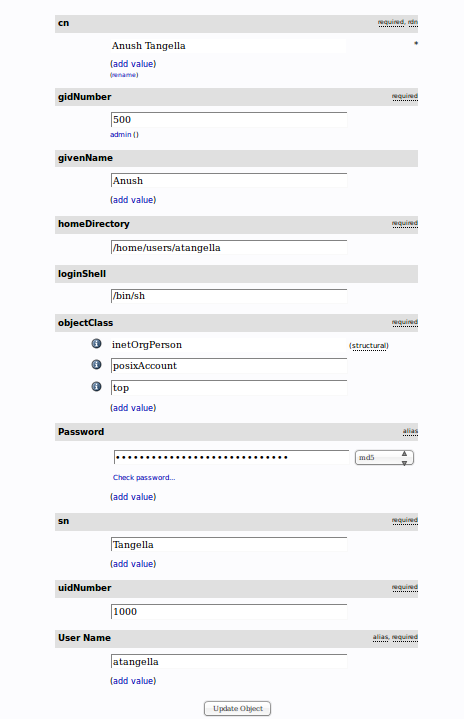 cn required, rdn
Anush Tangella *
(add value)
(rename)
gidNumber required
500
admin ()
givenName
Anush
(add value)
homeDirectory required
/home/users/atangella
loginShell
/bin/sh
objectClass required
inetOrgPerson (structural)
posixAccount
top
(add value)
Password alias
•••••••••••••••••••••••••••••• md5
Check password...
(add value)
sn required
Tangella
(add value)
uidNumber required
1000
User Name alias, required
atangella
(add value)
Update Object